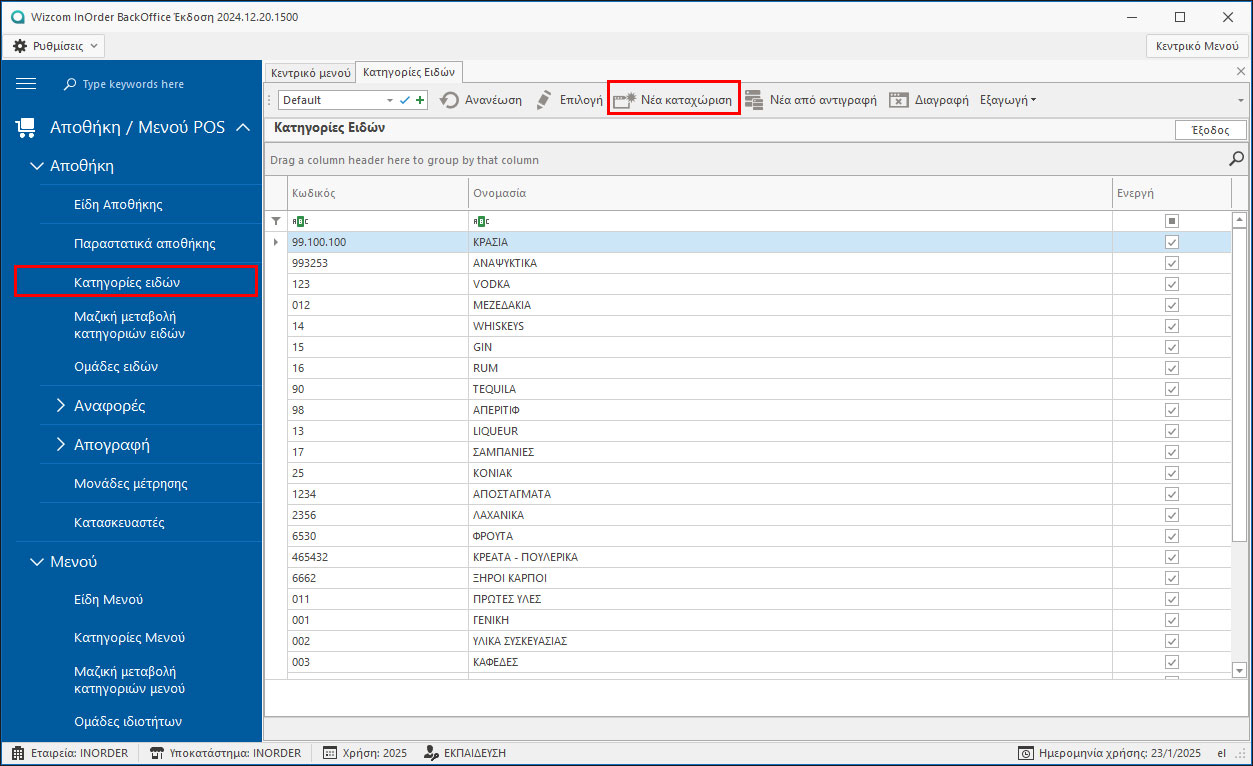 Wizcom InOrder BackOffice Έκδοση 2024.12.20.1500
Ρυθμίσεις
Κεντρικό Μενού
Type keywords here
Αποθήκη / Μενού POS
Αποθήκη
Είδη Αποθήκης
Παραστατικά αποθήκης
Κατηγορίες ειδών
Μαζική μεταβολή
κατηγοριών ειδών
Ομάδες ειδών
Αναφορές
Απογραφή
Μονάδες μέτρησης
Κατασκευαστές
Μενού
Είδη Μενού
Κατηγορίες Μενού
Μαζική μεταβολή
κατηγοριών μενού
Ομάδες ιδιοτήτων
Κεντρικό μενού Κατηγορίες Ειδών
Default Ανανέωση Επιλογή Νέα καταχώριση Νέα από αντιγραφή Διαγραφή Εξαγωγή
Κατηγορίες Ειδών Έξοδος
Drag a column header here to group by that column
Κωδικός Ονομασία Ενεργή
99.100.100 ΚΡΑΣΙΑ
993253 ΑΝΑΨΥΚΤΙΚΑ
123 VODKA
012 ΜΕΖΕΔΑΚΙΑ
14 WHISKEYS
15 GIN
16 RUM
90 TEQUILA
98 ΑΠΕΡΙΤΙΦ
13 LIQUEUR
17 ΣΑΜΠΑΝΙΕΣ
25 ΚΟΝΙΑΚ
1234 ΑΠΟΣΤΑΓΜΑΤΑ
2356 ΛΑΧΑΝΙΚΑ
6530 ΦΡΟΥΤΑ
465432 ΚΡΕΑΤΑ - ΠΟΥΛΕΡΙΚΑ
6662 ΞΗΡΟΙ ΚΑΡΠΟΙ
011 ΠΡΩΤΕΣ ΥΛΕΣ
001 ΓΕΝΙΚΗ
002 ΥΛΙΚΑ ΣΥΣΚΕΥΑΣΙΑΣ
003 ΚΑΦΕΔΕΣ
Εταιρεία: INORDER Υποκατάστημα: INORDER Χρήση: 2025 ΕΚΠΑΙΔΕΥΣΗ Ημερομηνία χρήσης: 23/1/2025 el